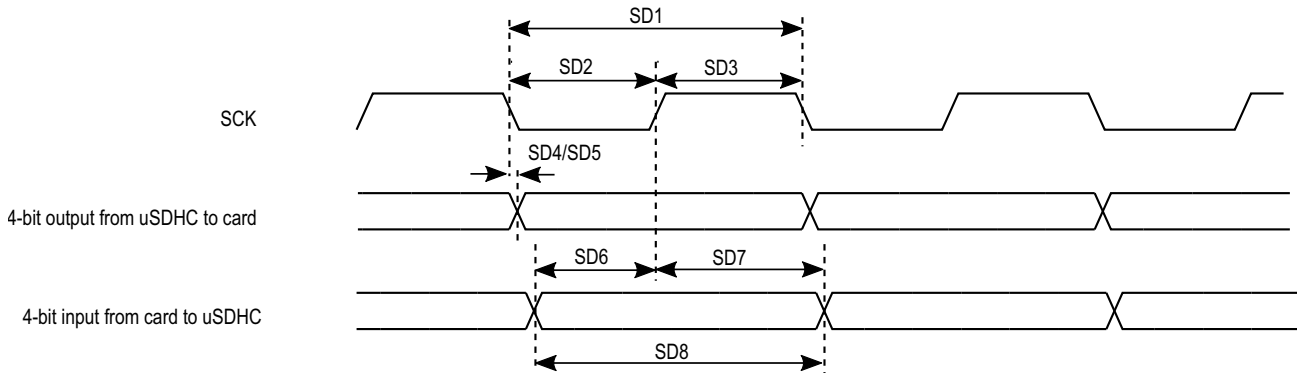 SD1
SD2
SD3
SCK
SD4/SD5
4-bit output from uSDHC to card
SD6
SD7
4-bit input from card to uSDHC
SD8